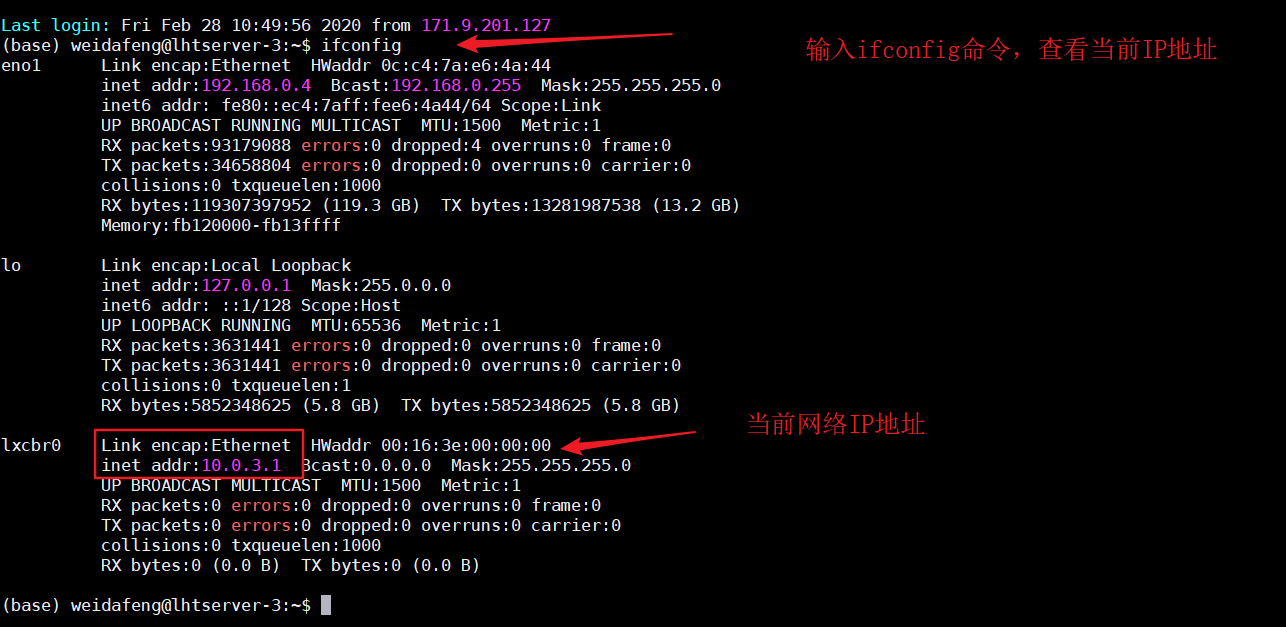 Last login: Fri Feb 28 10:49:56 2020 from 171.9.201.127
(base) weidafeng@lhtserver-3:~$ ifconfig
输入ifconfig命令，查看当前IP地址
eno1 Link encap:Ethernet HWaddr 0c:c4:7a:e6:4a:44
inet addr:192.168.0.4 Bcast:192.168.0.255 Mask:255.255.255.0
inet6 addr: fe80::ec4:7aff:fee6:4a44/64 Scope:Link
UP BROADCAST RUNNING MULTICAST MTU:1500 Metric:1
RX packets:93179088 errors:0 dropped:4 overruns:0 frame:0
TX packets:34658804 errors:0 dropped:0 overruns:0 carrier:0
collisions:0 txqueuelen:1000
RX bytes:119307397952 (119.3 GB) TX bytes:13281987538 (13.2 GB)
Memory:fb120000-fb13ffff
lo Link encap:Local Loopback
inet addr:127.0.0.1 Mask:255.0.0.0
inet6 addr: ::1/128 Scope:Host
UP LOOPBACK RUNNING MTU:65536 Metric:1
RX packets:3631441 errors:0 dropped:0 overruns:0 frame:0
TX packets:3631441 errors:0 dropped:0 overruns:0 carrier:0
collisions:0 txqueuelen:1
RX bytes:5852348625 (5.8 GB) TX bytes:5852348625 (5.8 GB)
当前网络IP地址
lxcbr0 Link encap:Ethernet HWaddr 00:16:3e:00:00:00
inet addr:10.0.3.1 Bcast:0.0.0.0 Mask:255.255.255.0
UP BROADCAST MULTICAST MTU:1500 Metric:1
RX packets:0 errors:0 dropped:0 overruns:0 frame:0
TX packets:0 errors:0 dropped:0 overruns:0 carrier:0
collisions:0 txqueuelen:1000
RX bytes:0 (0.0 B) TX bytes:0 (0.0 B)
(base) weidafeng@lhtserver-3:~$